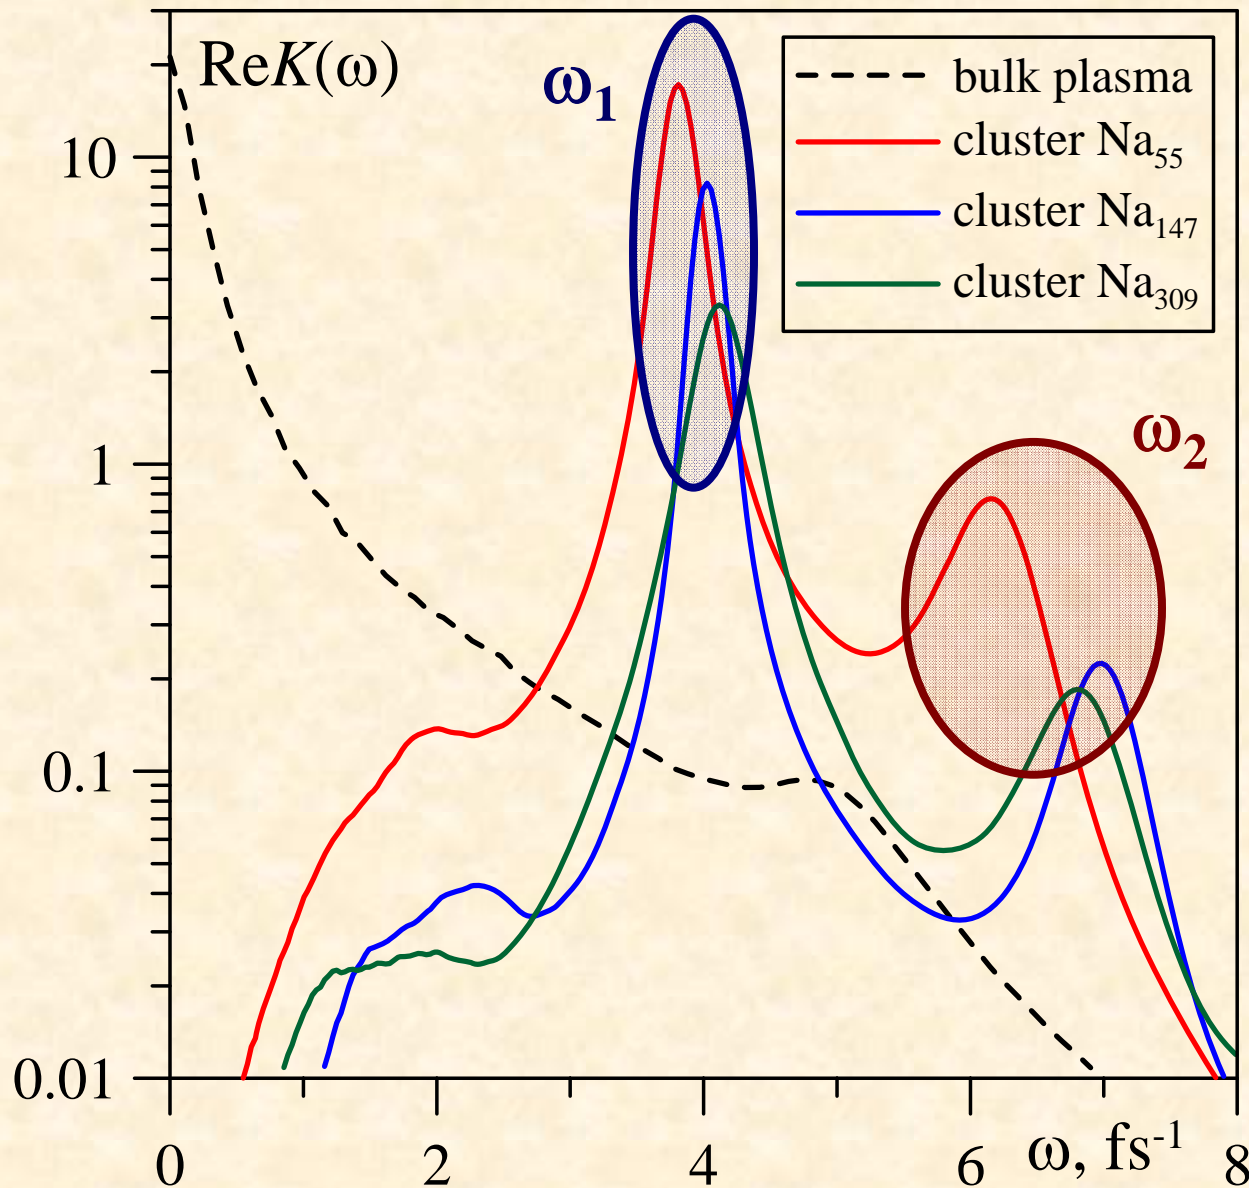 ReK(ω)
ω₁
bulk plasma
cluster Na₅₅
cluster Na₁₄₇
cluster Na₃₀₉
ω₂
10
1
0.1
0.01
0 2 4 6 8
ω, fs⁻¹